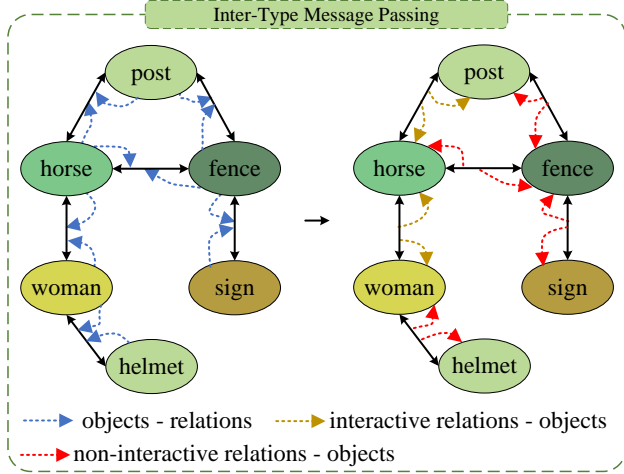 Inter-Type Message Passing
post
post
horse
fence
horse
fence
woman
sign
woman
sign
helmet
helmet
objects - relations
interactive relations - objects
non-interactive relations - objects